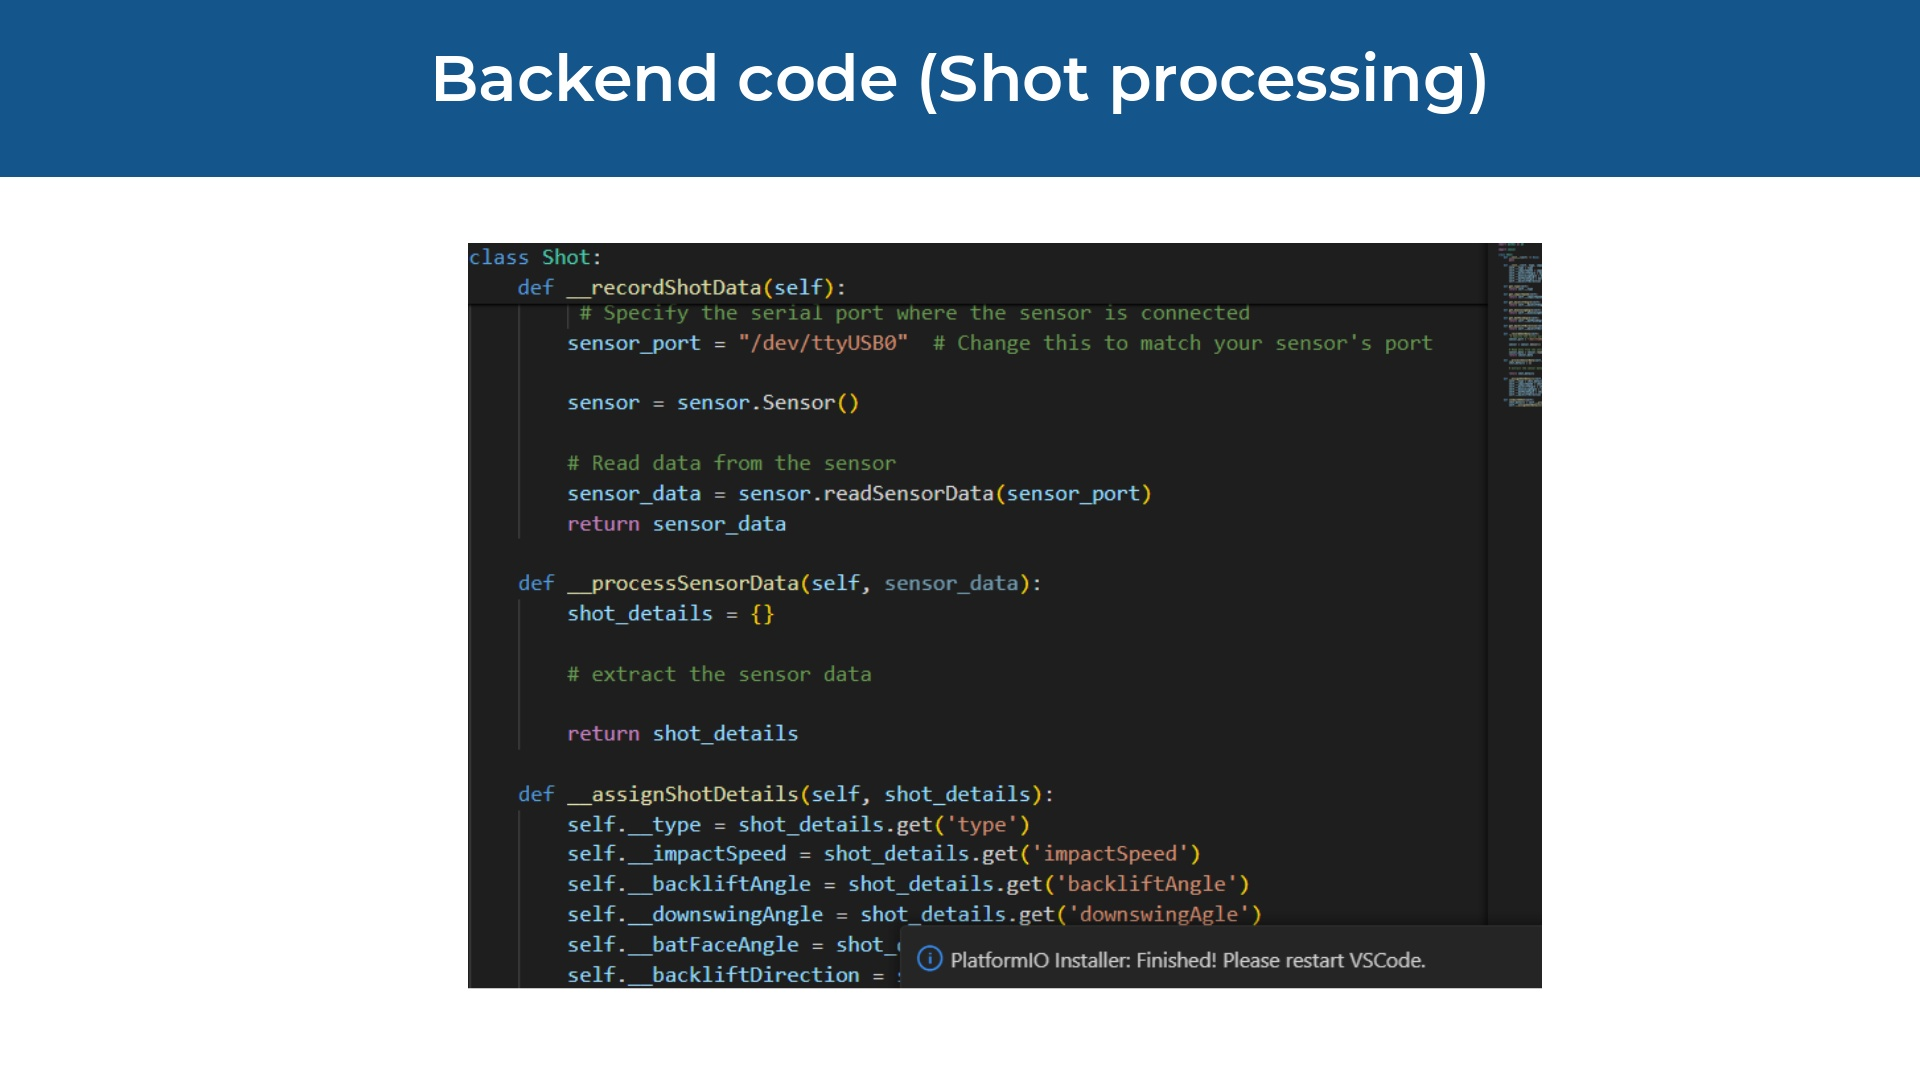 Backend code (Shot processing)
class Shot:
    def __recordShotData(self):
        # Specify the serial port where the sensor is connected
        sensor_port = "/dev/ttyUSB0"  # Change this to match your sensor's port
        sensor = sensor.Sensor()
        # Read data from the sensor
        sensor_data = sensor.readSensorData(sensor_port)
        return sensor_data
    def __processSensorData(self, sensor_data):
        shot_details = {}
        # extract the sensor data
        return shot_details
    def __assignShotDetails(self, shot_details):
        self.__type = shot_details.get('type')
        self.__impactSpeed = shot_details.get('impactSpeed')
        self.__backliftAngle = shot_details.get('backliftAngle')
        self.__downswingAngle = shot_details.get('downswingAgle')
        self.__batFaceAngle = shot_
        self.__backliftDirection =
PlatformIO Installer: Finished! Please restart VSCode.